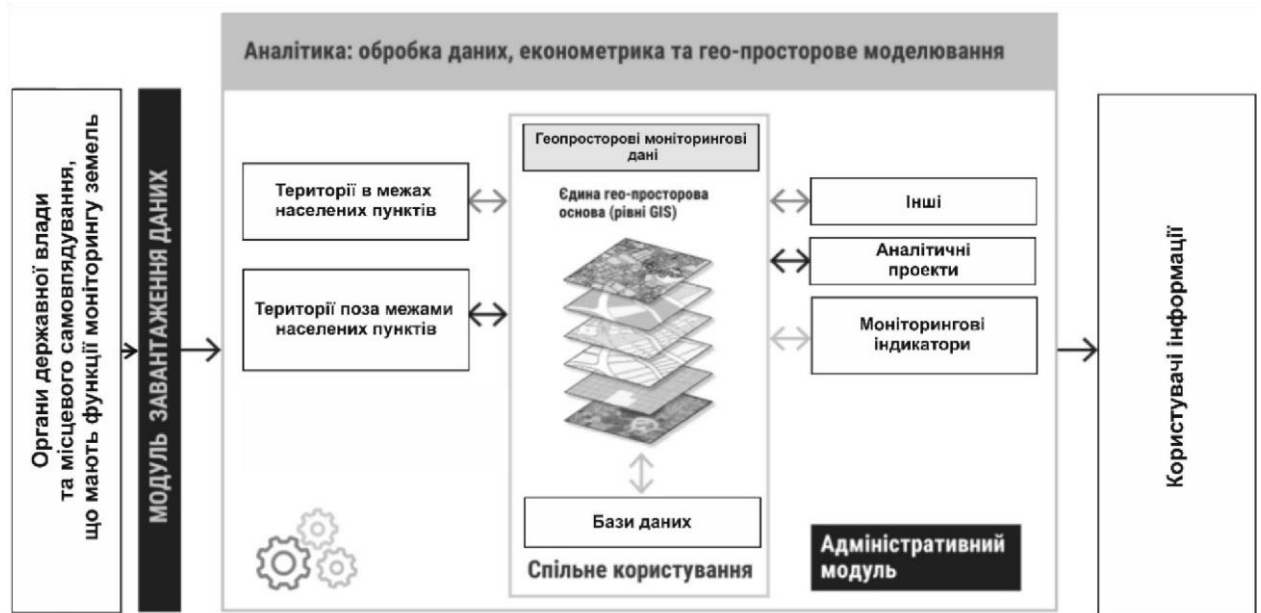 Аналітика: обробка даних, економетрика та гео-просторове моделювання
Органи державної влади
та місцевого самовпядування,
що мають функції моніторингу земель
МОДУЛЬ ЗАВАНТАЖЕННЯ ДАНИХ
Території в межах
населених пунктів
Території поза межами
населених пунктів
Геопросторові моніторингові
дані
Єдина гео-просторова
основа (рівні GIS)
Бази даних
Спільне користування
Інші
Аналітичні
проекти
Моніторингові
індикатори
Адміністративний
модуль
Користувачі інформації